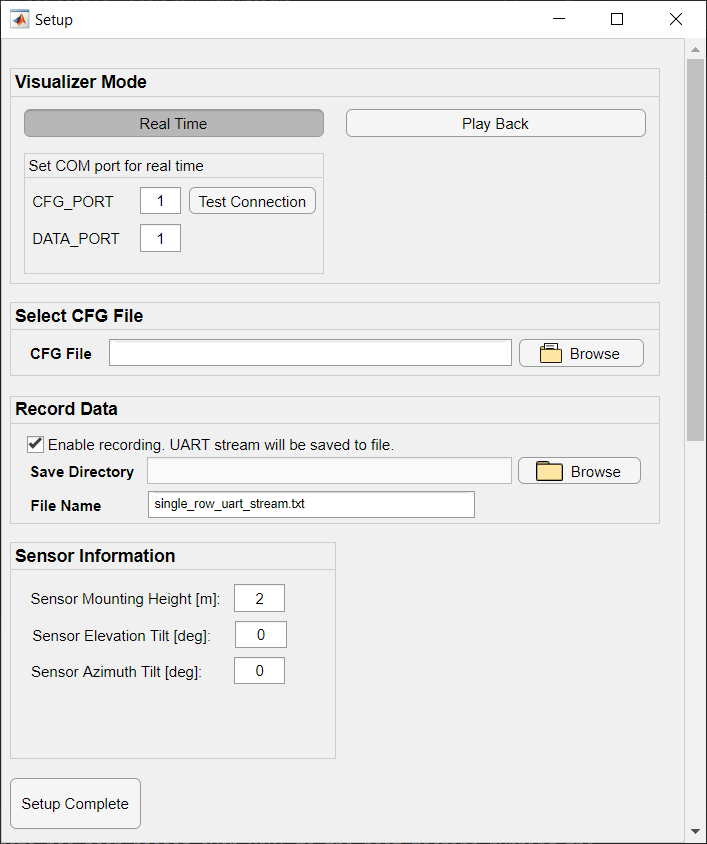 Setup
Visualizer Mode
Real Time Play Back
Set COM port for real time
CFG_PORT 1 Test Connection
DATA_PORT 1
Select CFG File
CFG File Browse
Record Data
Enable recording. UART stream will be saved to file.
Save Directory Browse
File Name single_row_uart_stream.txt
Sensor Information
Sensor Mounting Height [m]: 2
Sensor Elevation Tilt [deg]: 0
Sensor Azimuth Tilt [deg]: 0
Setup Complete